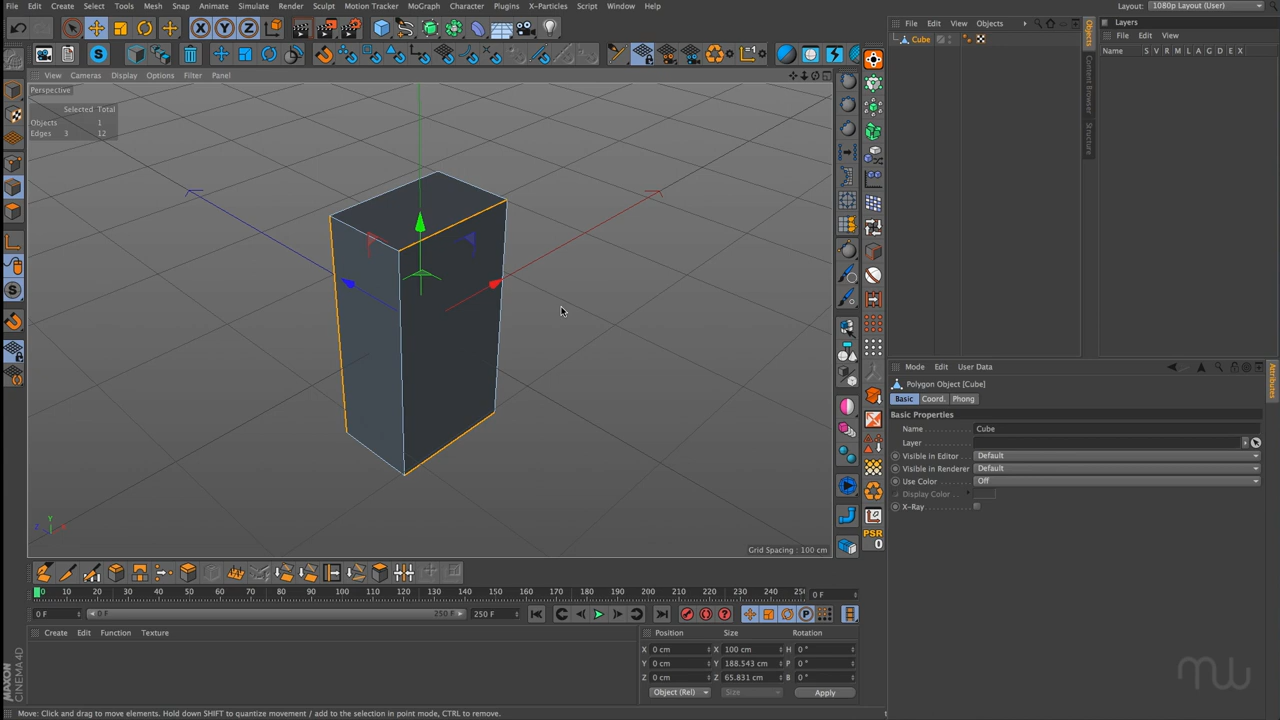 File Edit Create Select Tools Mesh Snap Animate Simulate Render Sculpt Motion Tracker MoGraph Character Plugins X-Particles Script Window Help
Layout: 1080p Layout (User)
X Y Z
File Edit View Objects
Layers
File Edit View
Cube
Name S V R M L A G D E X
View Cameras Display Options Filter Panel
Perspective
Selected Total
Objects 1
Edges 3 12
Objects
Content Browser
Structure
Mode Edit User Data
Attributes
Polygon Object [Cube]
Basic Coord. Phong
Basic Properties
Name Cube
Layer
Visible in Editor Default
Visible in Renderer Default
Use Color Off
Display Color
X-Ray
Y
Z X
Grid Spacing : 100 cm
PSR
0
0 10 20 30 40 50 60 70 80 90 100 110 120 130 140 150 160 170 180 190 200 210 220 230 240 0 F
0 F 0 F 250 F 250 F
Create Edit Function Texture
Position Size Rotation
X 0 cm X 100 cm H 0 °
Y 0 cm Y 188.543 cm P 0 °
Z 0 cm Z 65.831 cm B 0 °
Object (Rel) Size Apply
MAXON
CINEMA 4D
Move: Click and drag to move elements. Hold down SHIFT to quantize movement / add to the selection in point mode, CTRL to remove.